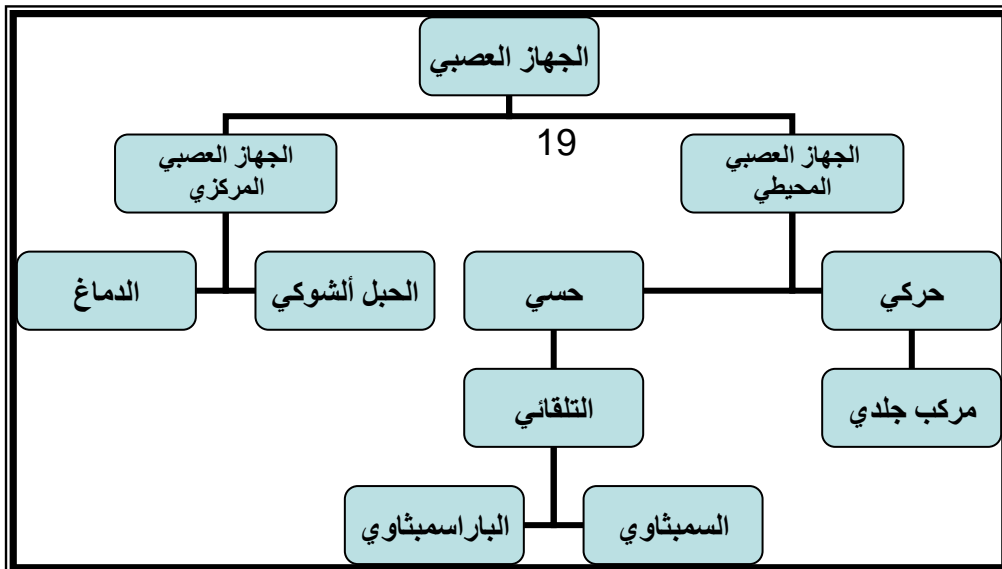 الجهاز العصبي
19
الجهاز العصبي
المحيطي
الجهاز العصبي
المركزي
حركي
حسي
الحبل ألشوكي
الدماغ
مركب جلدي
التلقائي
السمبثاوي
الباراسمبثاوي